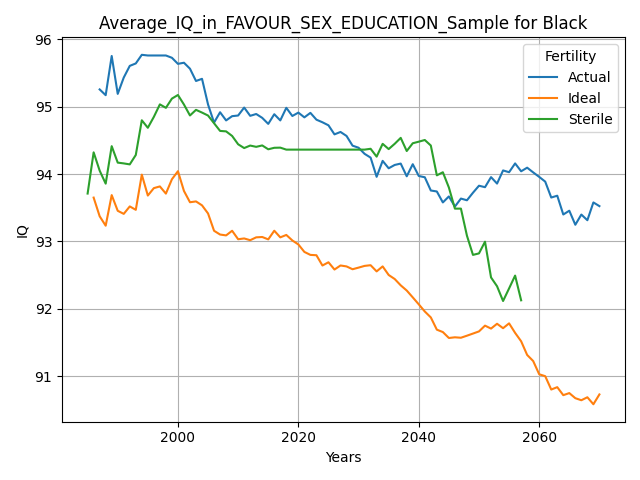 Average_IQ_in_FAVOUR_SEX_EDUCATION_Sample for Black
Fertility
Actual
Ideal
Sterile
IQ
96
95
94
93
92
91
2000
2020
2040
2060
Years